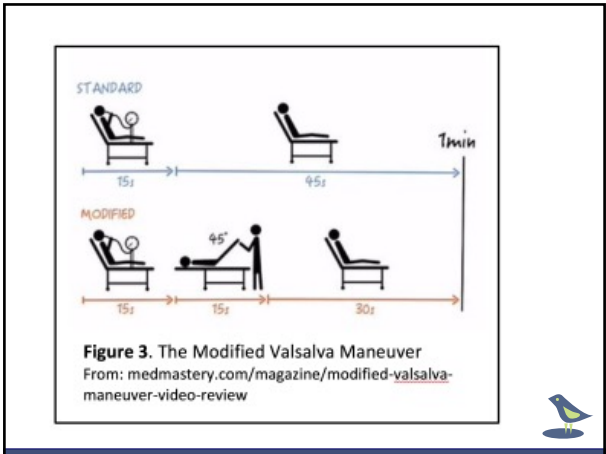 STANDARD
1min
15s
45s
MODIFIED
45°
15s
15s
30s
Figure 3. The Modified Valsalva Maneuver
From: medmastery.com/magazine/modified-valsalva-
maneuver-video-review